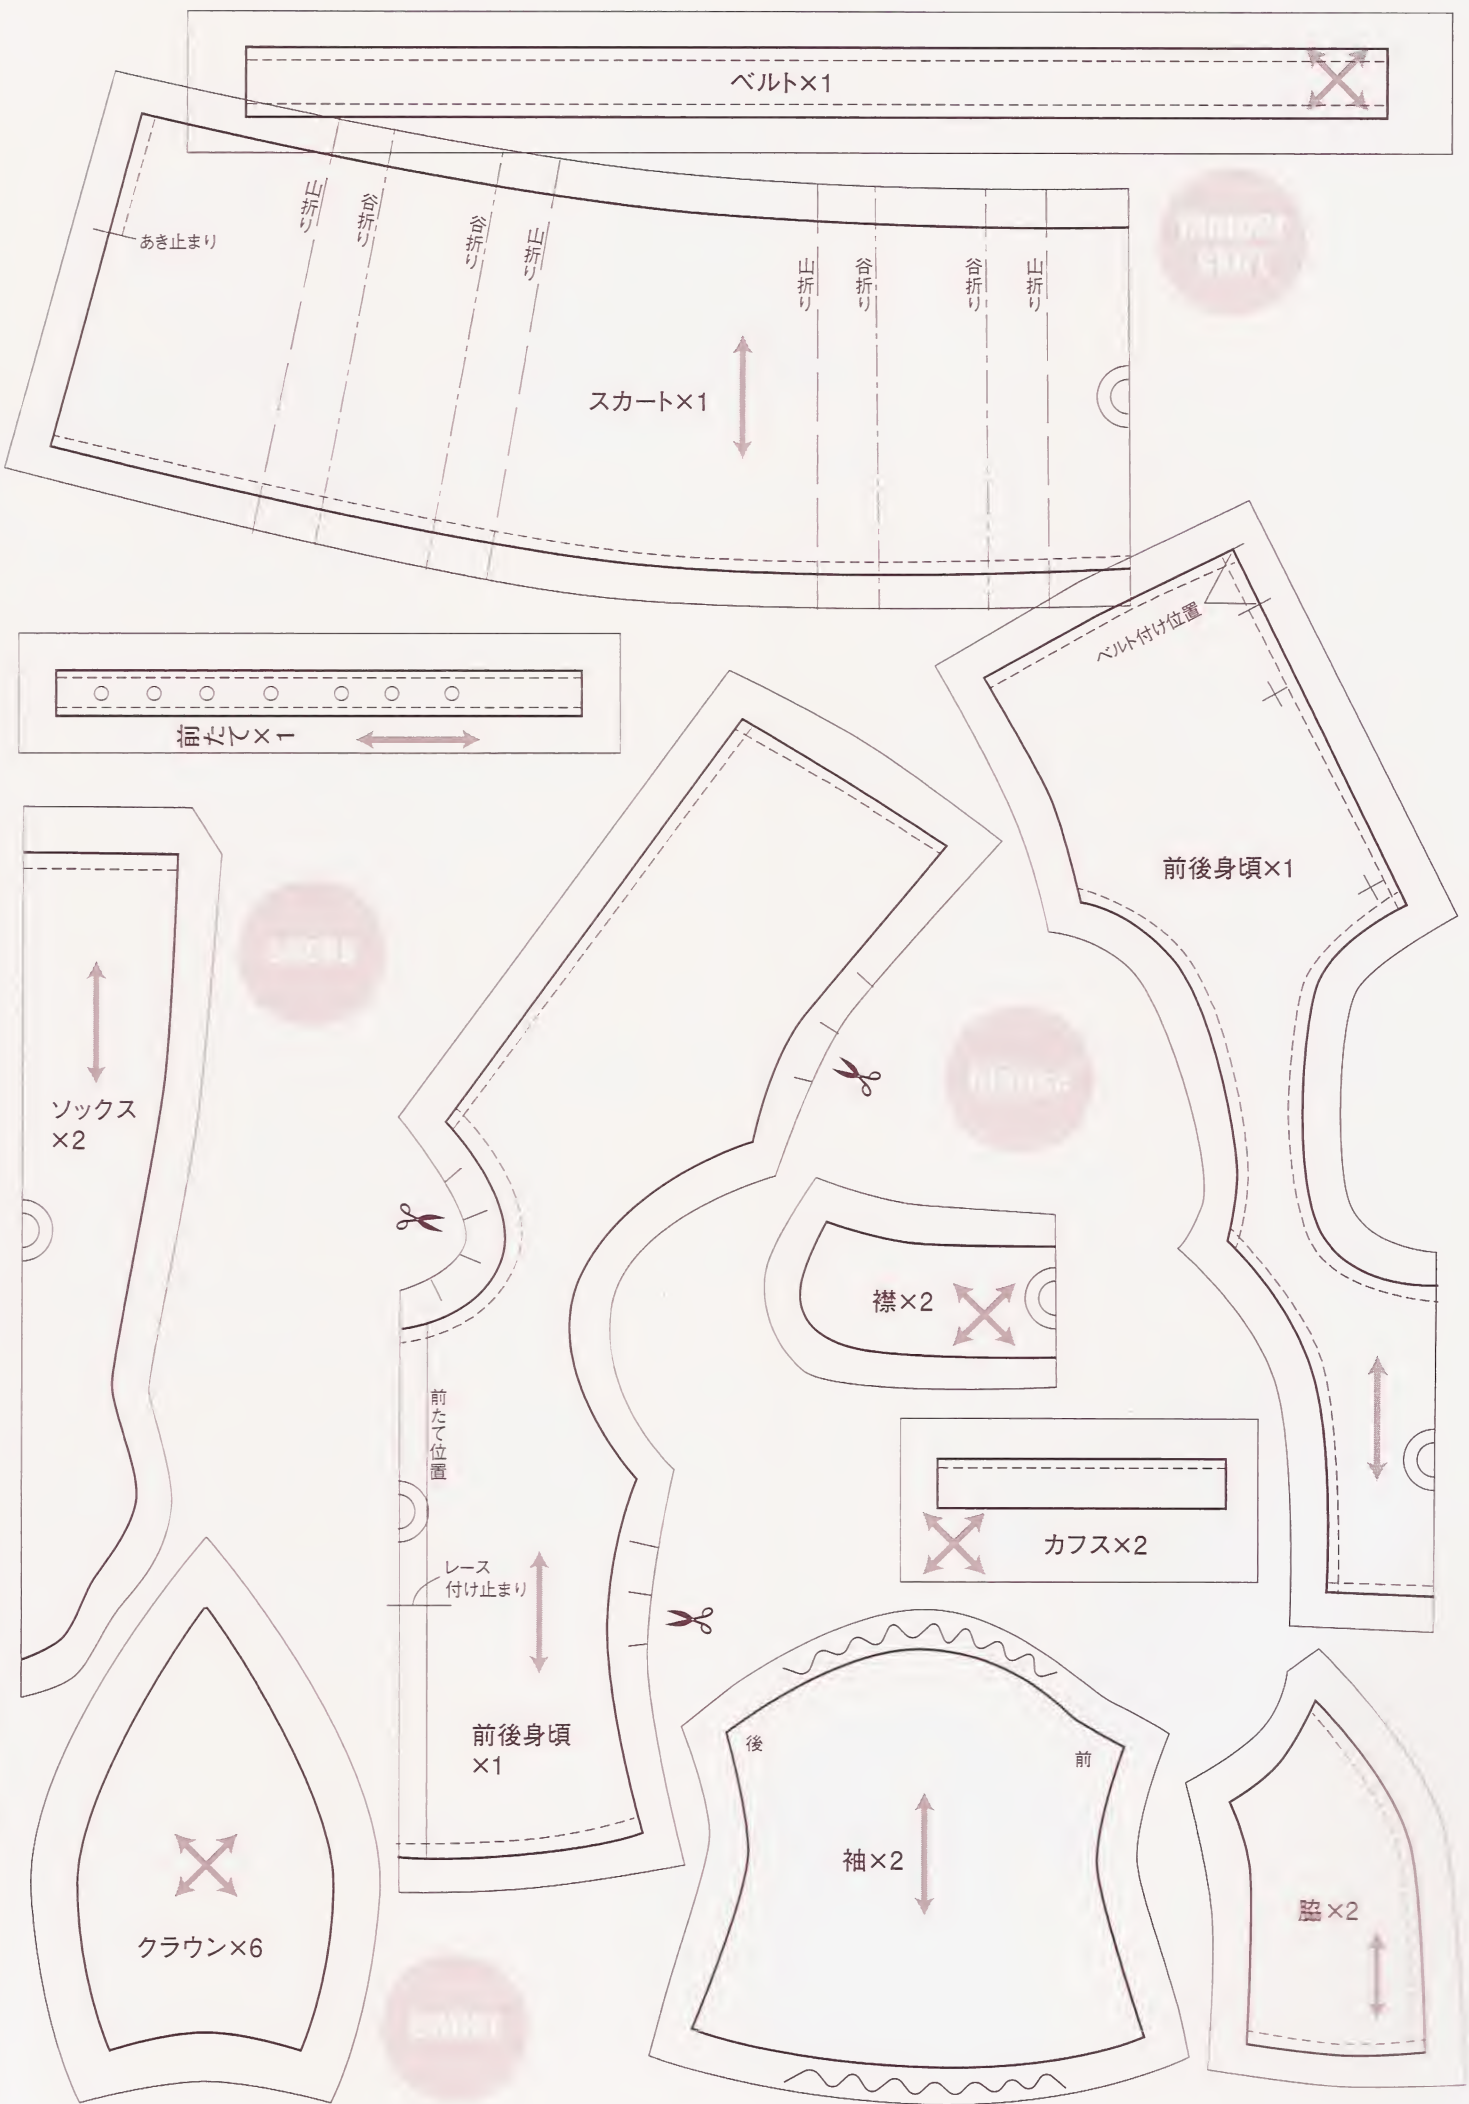 ベルト×1
あき止まり
山折り
谷折り
谷折り
山折り
山折り
谷折り
谷折り
山折り
スカート×1
ベルト付け位置
前たて×1
前後身頃×1
ソックス
×2
襟×2
前たて位置
カフス×2
レース
付け止まり
前後身頃
×1
後
前
袖×2
脇×2
クラウン×6